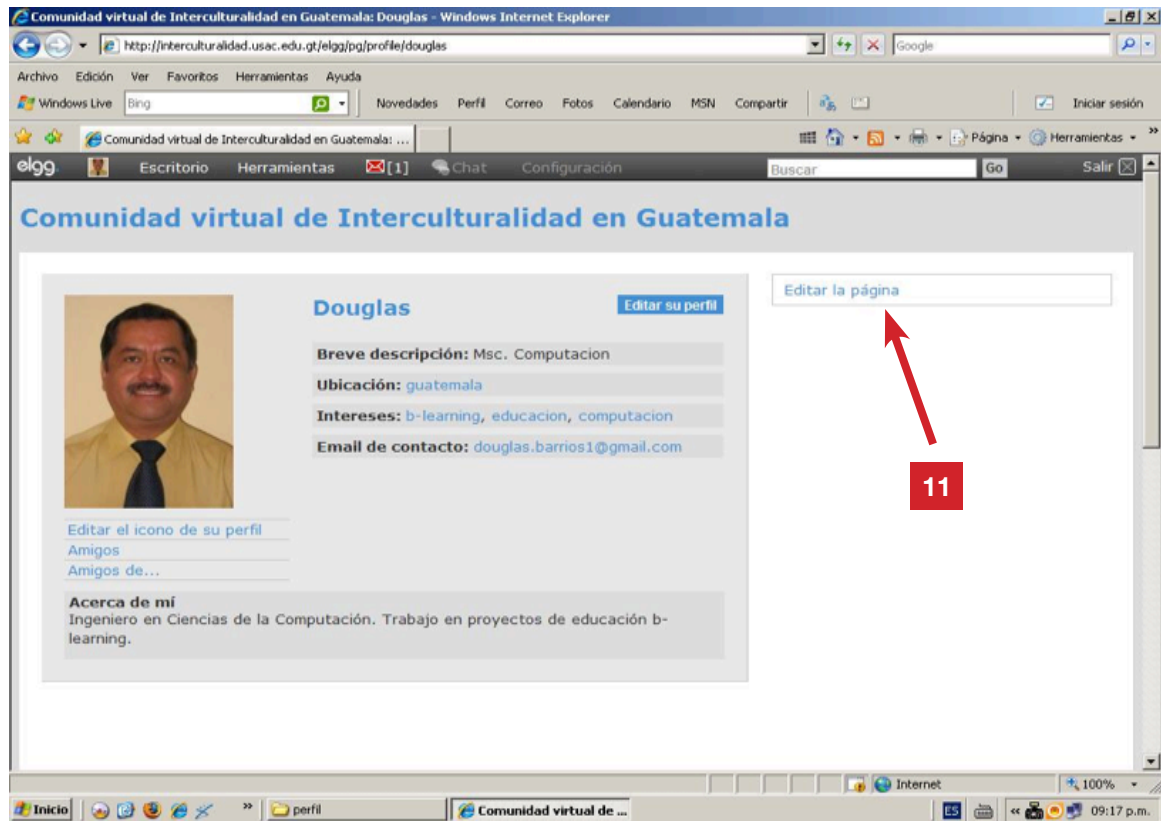 Comunidad virtual de Interculturalidad en Guatemala: Douglas - Windows Internet Explorer
http://interculturalidad.usac.edu.gt/elgg/pg/profile/douglas
Google
Archivo Edición Ver Favoritos Herramientas Ayuda
Windows Live Bing Novedades Perfil Correo Fotos Calendario MSN Compartir Iniciar sesión
Comunidad virtual de Interculturalidad en Guatemala: ... Página Herramientas »
elgg. Escritorio Herramientas [1] Chat Configuración Buscar Go Salir
Comunidad virtual de Interculturalidad en Guatemala
Editar la página
Douglas Editar su perfil
Breve descripción: Msc. Computacion
Ubicación: guatemala
Intereses: b-learning, educacion, computacion
Email de contacto: douglas.barrios1@gmail.com
11
Editar el icono de su perfil
Amigos
Amigos de...
Acerca de mí
Ingeniero en Ciencias de la Computación. Trabajo en proyectos de educación b-
learning.
Internet 100%
Inicio » perfil Comunidad virtual de ... ES « 09:17 p.m.